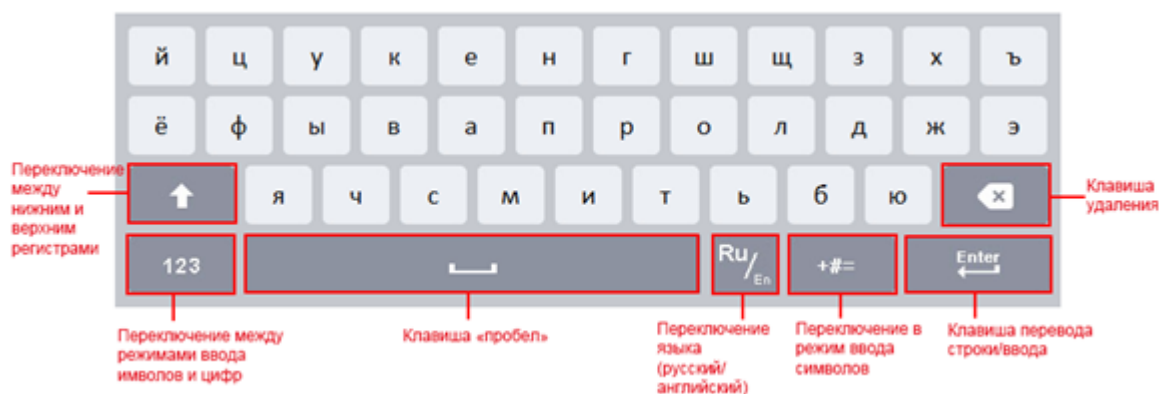 й ц у к е н г ш щ з х ъ
ё ф ы в а п р о л д ж э
Переключение
между
нижним и
верхним
регистрами
я ч с м и т ь б ю
Клавиша
удаления
123
Ru/En
+#=
Enter
Переключение между
режимами ввода
имволов и цифр
Клавиша «пробел»
Переключение
языка
(русский/
английский)
Переключение в
режим ввода
символов
Клавиша перевода
строки/ввода